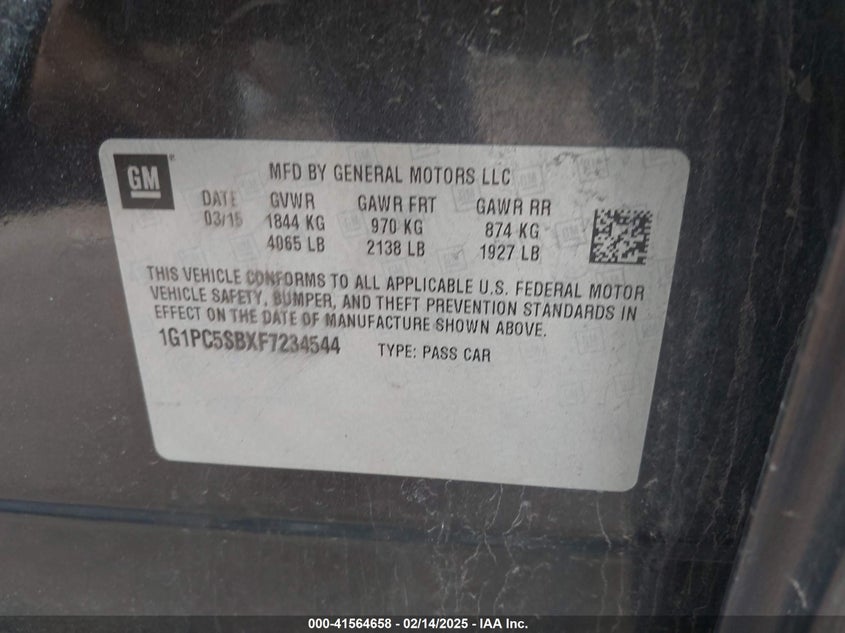 GM
MFD BY GENERAL MOTORS LLC
DATE GVWR GAWR FRT GAWR RR
03/15 1844 KG 970 KG 874 KG
4065 LB 2138 LB 1927 LB
THIS VEHICLE CONFORMS TO ALL APPLICABLE U.S. FEDERAL MOTOR
VEHICLE SAFETY, BUMPER, AND THEFT PREVENTION STANDARDS IN
EFFECT ON THE DATE OF MANUFACTURE SHOWN ABOVE.
1G1PC5SBXF7234544 TYPE: PASS CAR
000-41564658 - 02/14/2025 - IAA Inc.